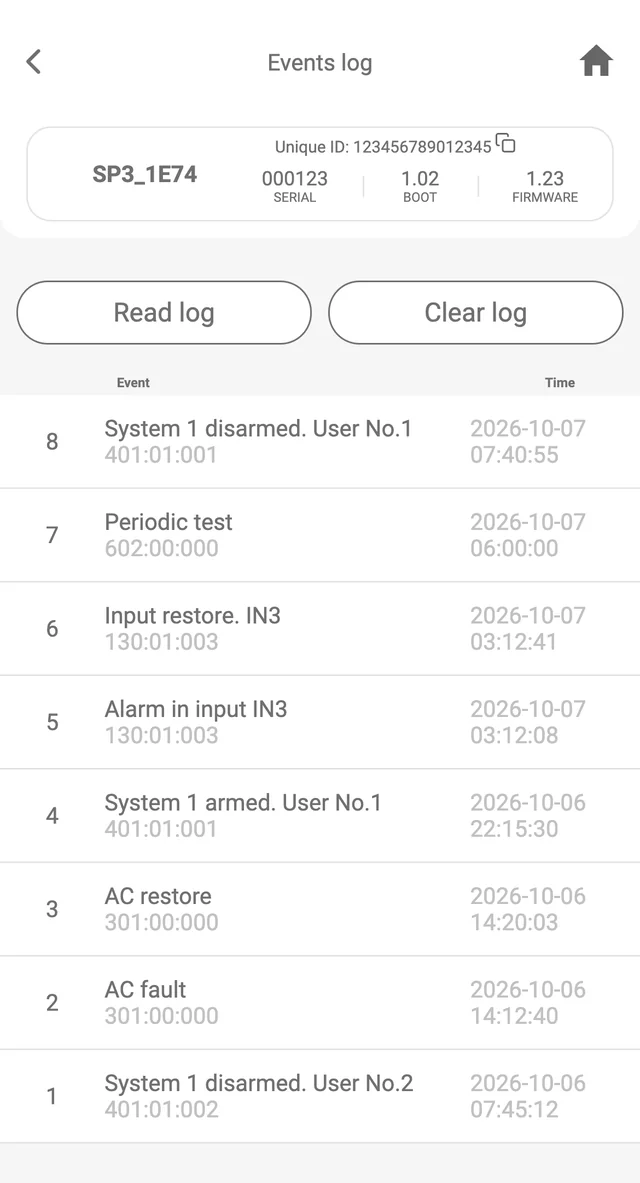 Events log
Unique ID: 123456789012345
SP3_1E74
000123
SERIAL
1.02
BOOT
1.23
FIRMWARE
Read log
Clear log
Event
Time
8
System 1 disarmed. User No.1
401:01:001
2026-10-07
07:40:55
7
Periodic test
602:00:000
2026-10-07
06:00:00
6
Input restore. IN3
130:01:003
2026-10-07
03:12:41
5
Alarm in input IN3
130:01:003
2026-10-07
03:12:08
4
System 1 armed. User No.1
401:01:001
2026-10-06
22:15:30
3
AC restore
301:00:000
2026-10-06
14:20:03
2
AC fault
301:00:000
2026-10-06
14:12:40
1
System 1 disarmed. User No.2
401:01:002
2026-10-06
07:45:12